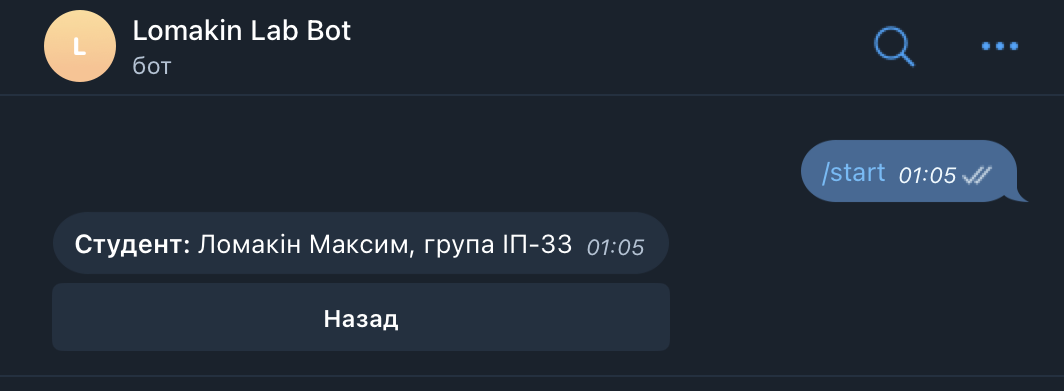 L
Lomakin Lab Bot
бот
/start 01:05
Студент: Ломакін Максим, група ІП-33 01:05
Назад